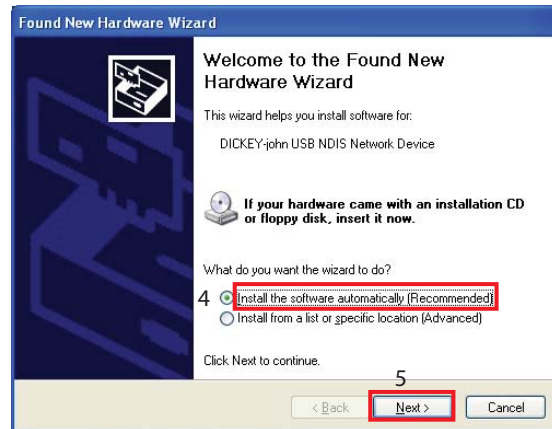 Found New Hardware Wizard
Welcome to the Found New
Hardware Wizard
This wizard helps you install software for:
DICKEY-john USB NDIS Network Device
If your hardware came with an installation CD
or floppy disk, insert it now.
What do you want the wizard to do?
4 Install the software automatically (Recommended)
Install from a list or specific location (Advanced)
Click Next to continue.
5
< Back Next > Cancel